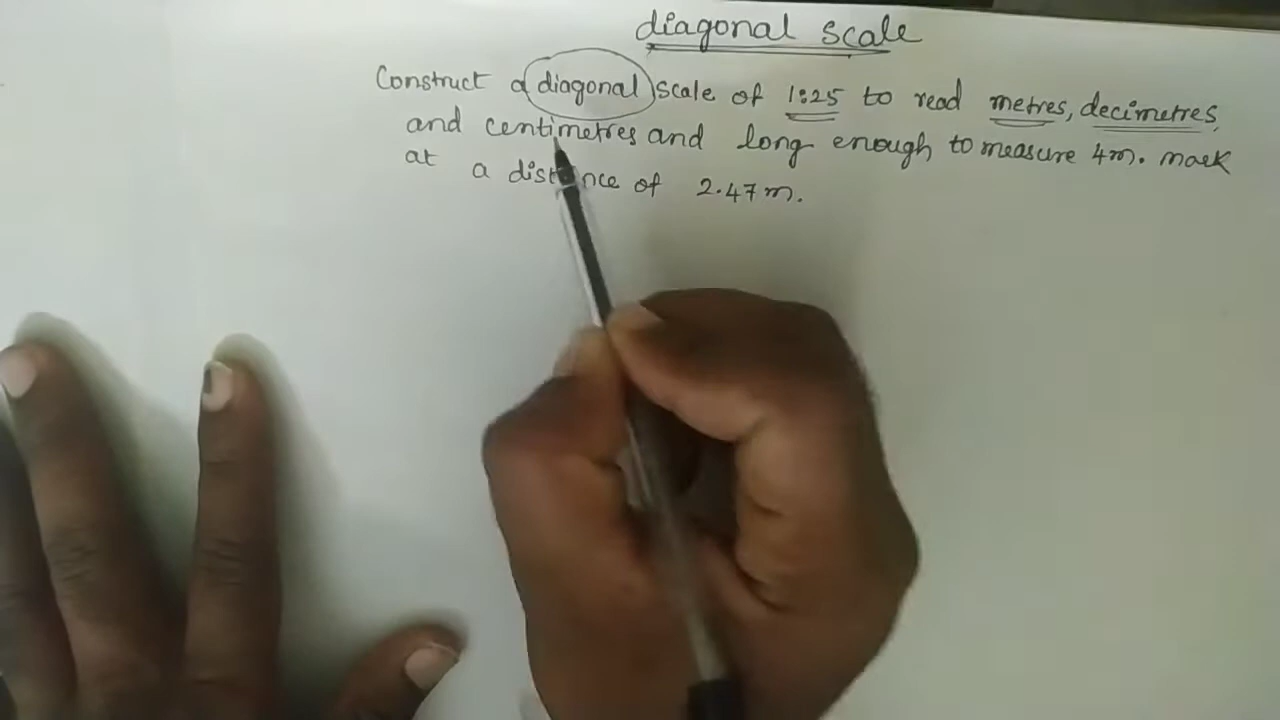 diagonal scale
Construct a diagonal scale of 1:25 to read metres, decimetres,
and centimetres and long enough to measure 4m. mark
at a distance of 2.47m.